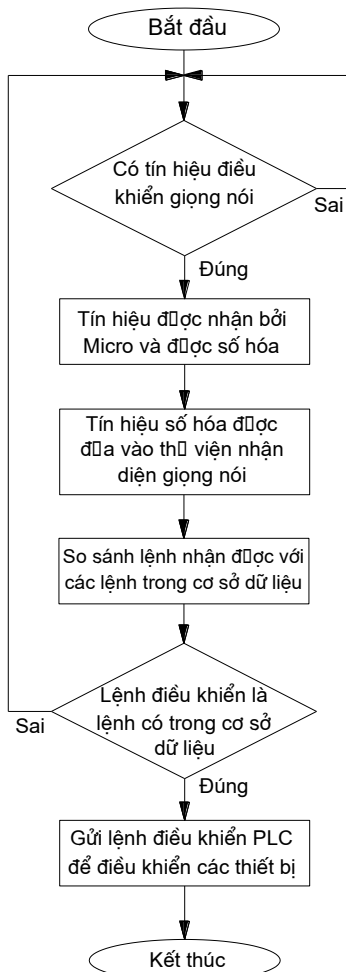 Bắt đầu
Có tín hiệu điều
khiển giọng nói
Sai
Đúng
Tín hiệu đ□ợc nhận bởi
Micro và đ□ợc số hóa
Tín hiệu số hóa đ□ợc
đ□a vào th□ viện nhận
diện giọng nói
So sánh lệnh nhận đ□ợc với
các lệnh trong cơ sở dữ liệu
Lệnh điều khiển là
lệnh có trong cơ sở
dữ liệu
Sai
Đúng
Gửi lệnh điều khiển PLC
để điều khiển các thiết bị
Kết thúc